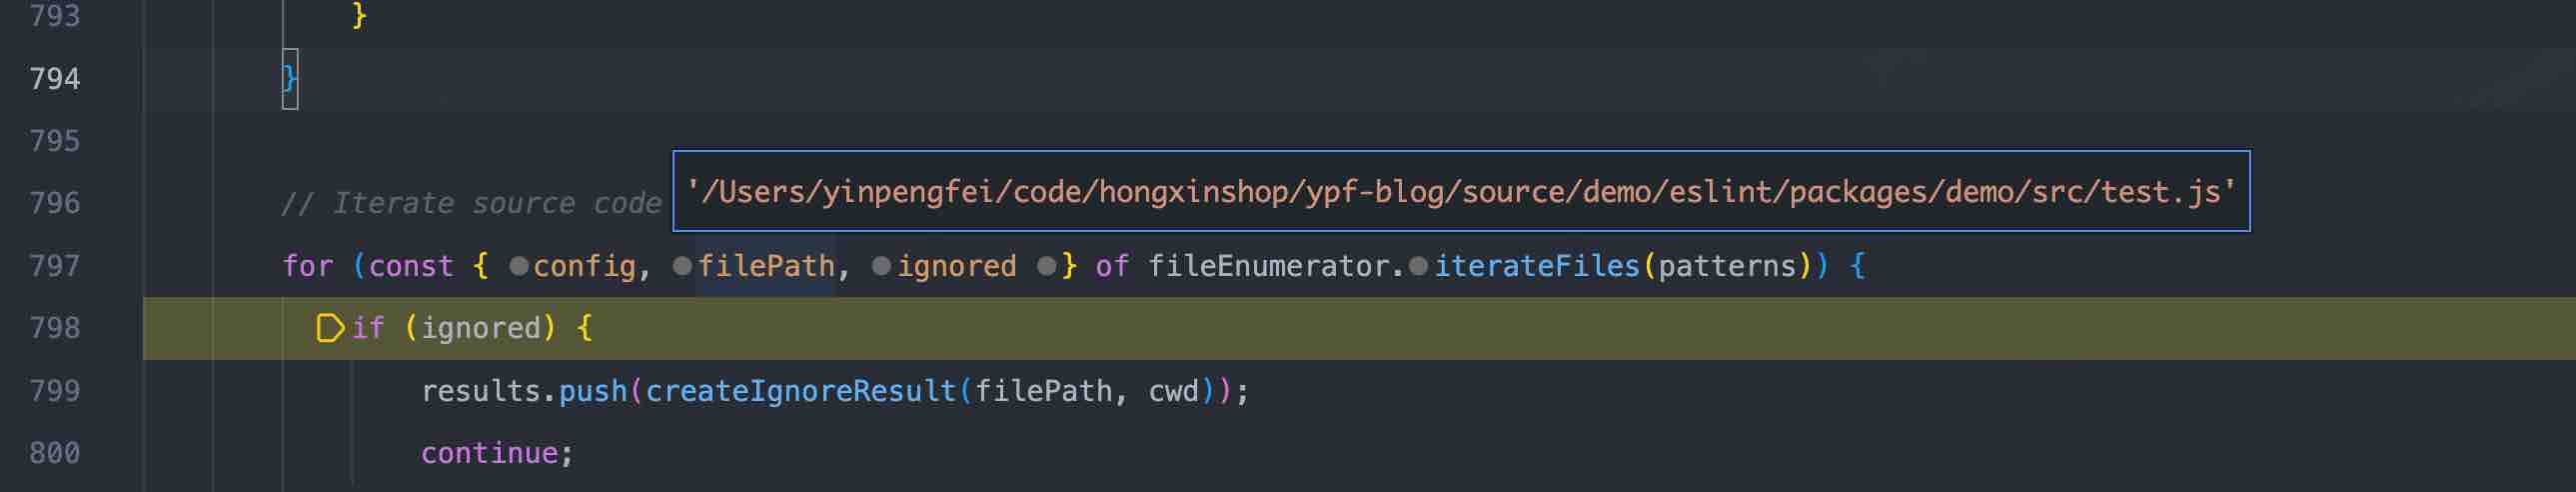 793 }
794 }
795
796 // Iterate source code
'/Users/yinpengfei/code/hongxinshop/ypf-blog/source/demo/eslint/packages/demo/src/test.js'
797 for (const { config, filePath, ignored } of fileEnumerator.iterateFiles(patterns)) {
798 if (ignored) {
799 results.push(createIgnoreResult(filePath, cwd));
800 continue;